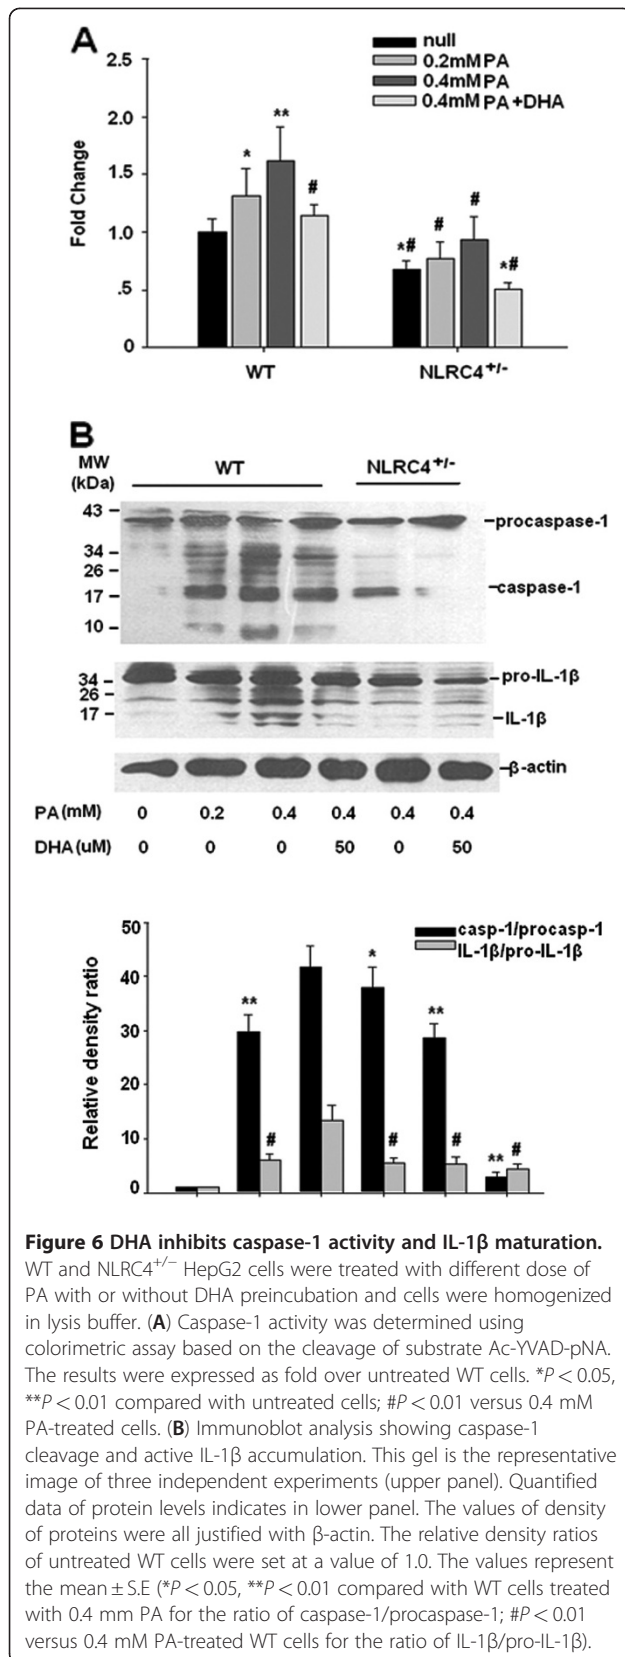 A
null
0.2mM PA
0.4mM PA
0.4mM PA+DHA
Fold Change
2.5
2.0
1.5
1.0
.5
0
*
**
#
*#
#
#
*#
WT
NLRC4+/-
B
MW
(kDa)
WT
NLRC4+/-
43
34
26
17
10
procaspase-1
caspase-1
34
26
17
pro-IL-1β
IL-1β
β-actin
PA (mM) 0 0.2 0.4 0.4 0.4 0.4
DHA (uM) 0 0 0 50 0 50
casp-1/procasp-1
IL-1β/pro-IL-1β
Relative density ratio
50
40
30
20
10
0
**
#
*
#
**
#
**
#
Figure 6 DHA inhibits caspase-1 activity and IL-1β maturation.
WT and NLRC4+/− HepG2 cells were treated with different dose of
PA with or without DHA preincubation and cells were homogenized
in lysis buffer. (A) Caspase-1 activity was determined using
colorimetric assay based on the cleavage of substrate Ac-YVAD-pNA.
The results were expressed as fold over untreated WT cells. *P < 0.05,
**P < 0.01 compared with untreated cells; #P < 0.01 versus 0.4 mM
PA-treated cells. (B) Immunoblot analysis showing caspase-1
cleavage and active IL-1β accumulation. This gel is the representative
image of three independent experiments (upper panel). Quantified
data of protein levels indicates in lower panel. The values of density
of proteins were all justified with β-actin. The relative density ratios
of untreated WT cells were set at a value of 1.0. The values represent
the mean ± S.E (*P < 0.05, **P < 0.01 compared with WT cells treated
with 0.4 mm PA for the ratio of caspase-1/procaspase-1; #P < 0.01
versus 0.4 mM PA-treated WT cells for the ratio of IL-1β/pro-IL-1β).